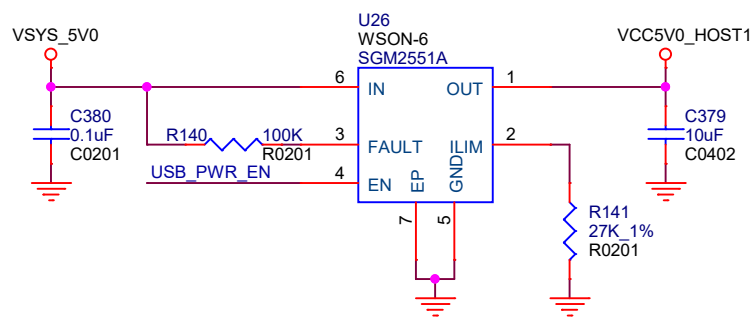 VSYS_5V0
U26
WSON-6
SGM2551A
VCC5V0_HOST1
6
IN
OUT
1
C380
0.1uF
C0201
R140
100K
R0201
3
FAULT
ILIM
2
C379
10uF
C0402
USB_PWR_EN
4
EN
EP
GND
7
5
R141
27K_1%
R0201